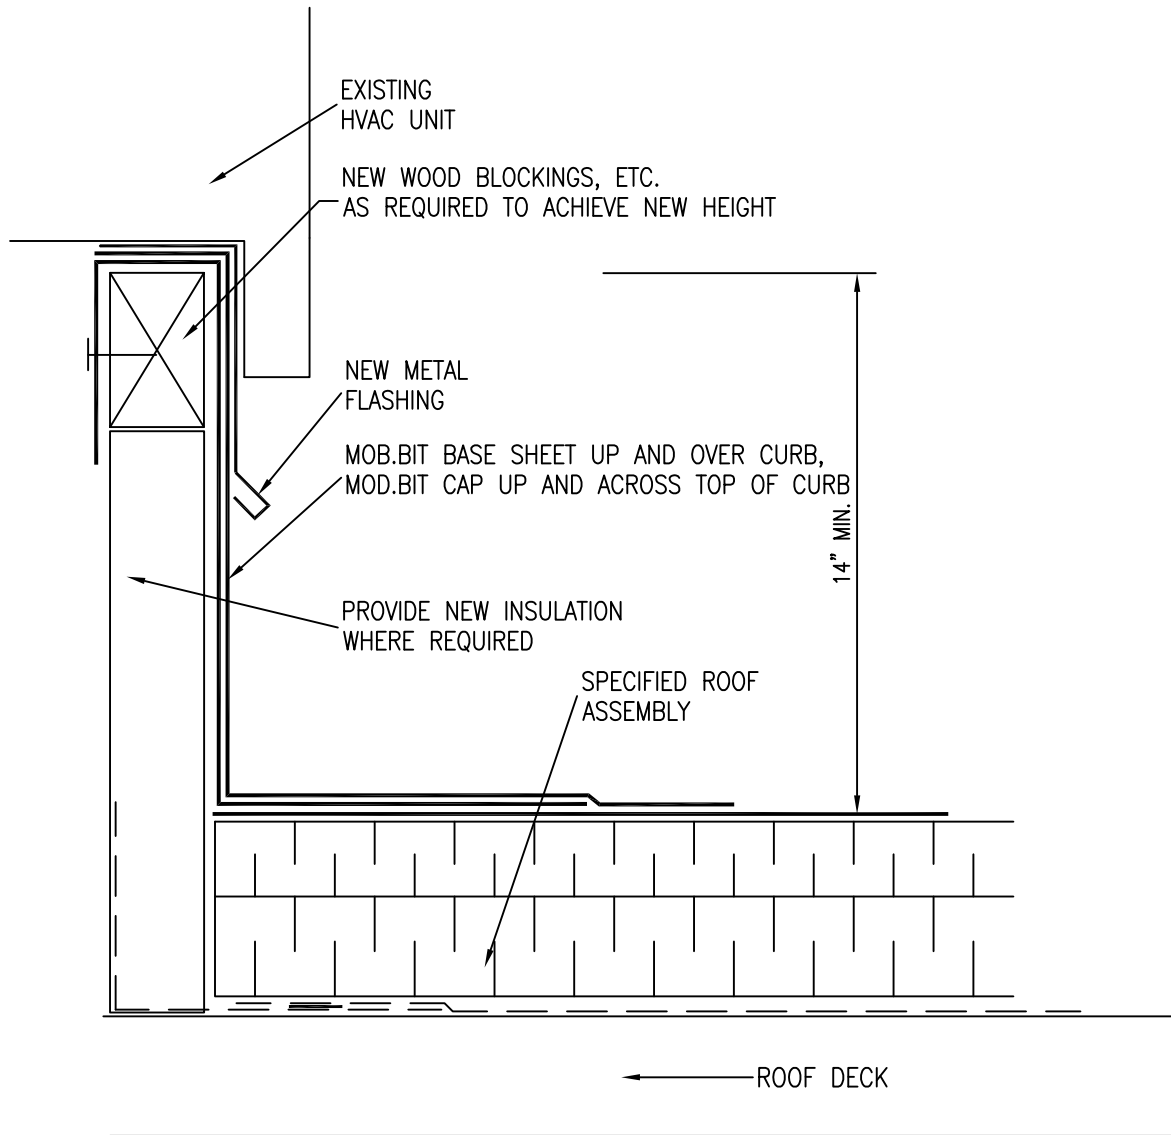 EXISTING
HVAC UNIT
NEW WOOD BLOCKINGS, ETC.
AS REQUIRED TO ACHIEVE NEW HEIGHT
NEW METAL
FLASHING
MOB.BIT BASE SHEET UP AND OVER CURB,
MOD.BIT CAP UP AND ACROSS TOP OF CURB
14" MIN.
PROVIDE NEW INSULATION
WHERE REQUIRED
SPECIFIED ROOF
ASSEMBLY
ROOF DECK